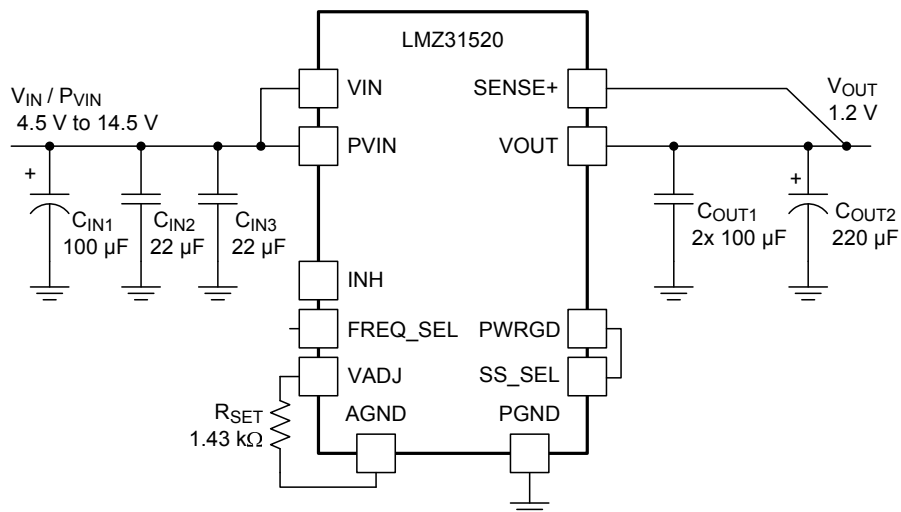 LMZ31520
VIN / PVIN
4.5 V to 14.5 V
VIN
SENSE+
VOUT
1.2 V
PVIN
VOUT
+
CIN1
100 µF
CIN2
22 µF
CIN3
22 µF
COUT1
2x 100 µF
+
COUT2
220 µF
INH
FREQ_SEL
PWRGD
VADJ
SS_SEL
RSET
1.43 kΩ
AGND
PGND